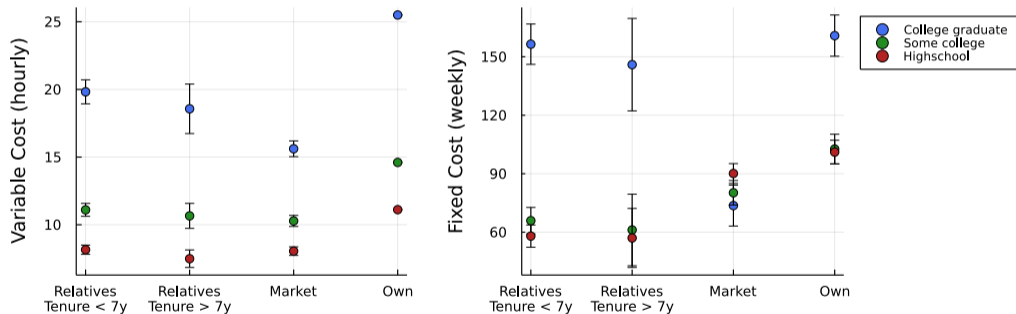 Variable Cost (hourly)
25
20
15
10
Relatives
Tenure < 7y
Relatives
Tenure > 7y
Market
Own
Fixed Cost (weekly)
150
120
90
60
Relatives
Tenure < 7y
Relatives
Tenure > 7y
Market
Own
College graduate
Some college
Highschool